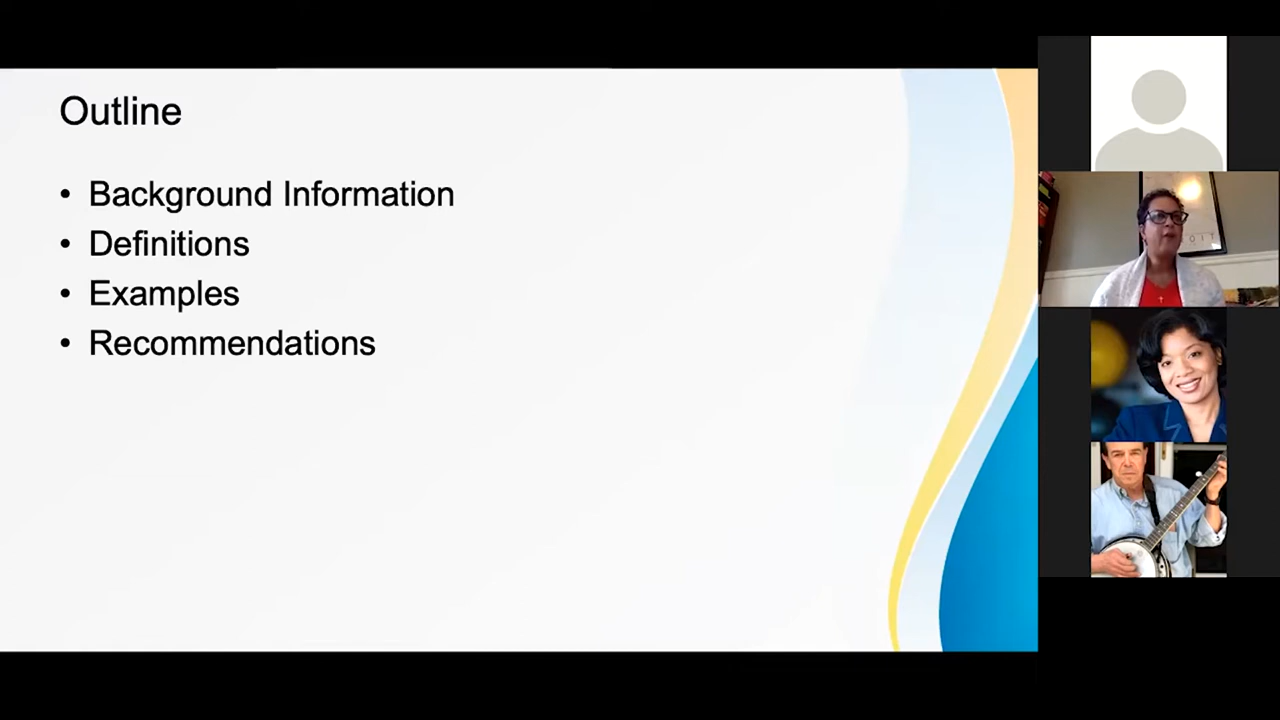 Outline
• Background Information
• Definitions
• Examples
• Recommendations